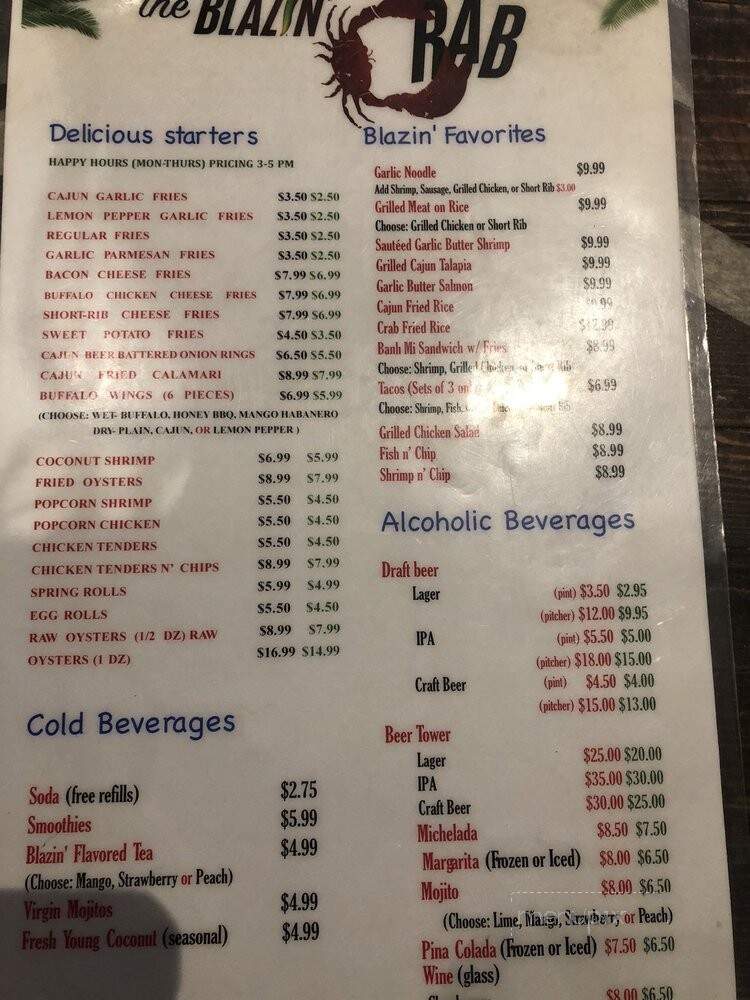 the BLAZIN' RAB
Delicious starters
HAPPY HOURS (MON-THURS) PRICING 3-5 PM
CAJUN GARLIC FRIES $3.50 $2.50
LEMON PEPPER GARLIC FRIES $3.50 $2.50
REGULAR FRIES $3.50 $2.50
GARLIC PARMESAN FRIES $3.50 $2.50
BACON CHEESE FRIES $7.99 $6.99
BUFFALO CHICKEN CHEESE FRIES $7.99 $6.99
SHORT-RIB CHEESE FRIES $7.99 $6.99
SWEET POTATO FRIES $4.50 $3.50
CAJUN BEER BATTERED ONION RINGS $6.50 $5.50
CAJUN FRIED CALAMARI $8.99 $7.99
BUFFALO WINGS (6 PIECES) $6.99 $5.99
(CHOOSE: WET- BUFFALO, HONEY BBQ, MANGO HABANERO
DRY- PLAIN, CAJUN, OR LEMON PEPPER )
COCONUT SHRIMP $6.99 $5.99
FRIED OYSTERS $8.99 $7.99
POPCORN SHRIMP $5.50 $4.50
POPCORN CHICKEN $5.50 $4.50
CHICKEN TENDERS $5.50 $4.50
CHICKEN TENDERS N' CHIPS $8.99 $7.99
SPRING ROLLS $5.99 $4.99
EGG ROLLS $5.50 $4.50
RAW OYSTERS (1/2 DZ) RAW $8.99 $7.99
OYSTERS (1 DZ) $16.99 $14.99
Cold Beverages
Soda (free refills) $2.75
Smoothies $5.99
Blazin' Flavored Tea $4.99
(Choose: Mango, Strawberry or Peach)
Virgin Mojitos $4.99
Fresh Young Coconut (seasonal) $4.99
Blazin' Favorites
Garlic Noodle $9.99
Add Shrimp, Sausage, Grilled Chicken, or Short Rib $3.00
Grilled Meat on Rice $9.99
Choose: Grilled Chicken or Short Rib
Sautéed Garlic Butter Shrimp $9.99
Grilled Cajun Talapia $9.99
Garlic Butter Salmon $9.99
Cajun Fried Rice
Crab Fried Rice
Banh Mi Sandwich w/ Fries $8.99
Choose: Shrimp, Grilled Chicken
Tacos (Sets of 3 $6.99
Choose: Shrimp, Fish,
Grilled Chicken Salad $8.99
Fish n' Chip $8.99
Shrimp n' Chip $8.99
Alcoholic Beverages
Draft beer
Lager (pint) $3.50 $2.95
(pitcher) $12.00 $9.95
IPA (pint) $5.50 $5.00
(pitcher) $18.00 $15.00
Craft Beer (pint) $4.50 $4.00
(pitcher) $15.00 $13.00
Beer Tower
Lager $25.00 $20.00
IPA $35.00 $30.00
Craft Beer $30.00 $25.00
Michelada $8.50 $7.50
Margarita (Frozen or Iced) $8.00 $6.50
Mojito $8.00 $6.50
(Choose: Lime, Mango, Strawberry, or Peach)
Pina Colada (Frozen or Iced) $7.50 $6.50
Wine (glass)
$8.00 $6.50